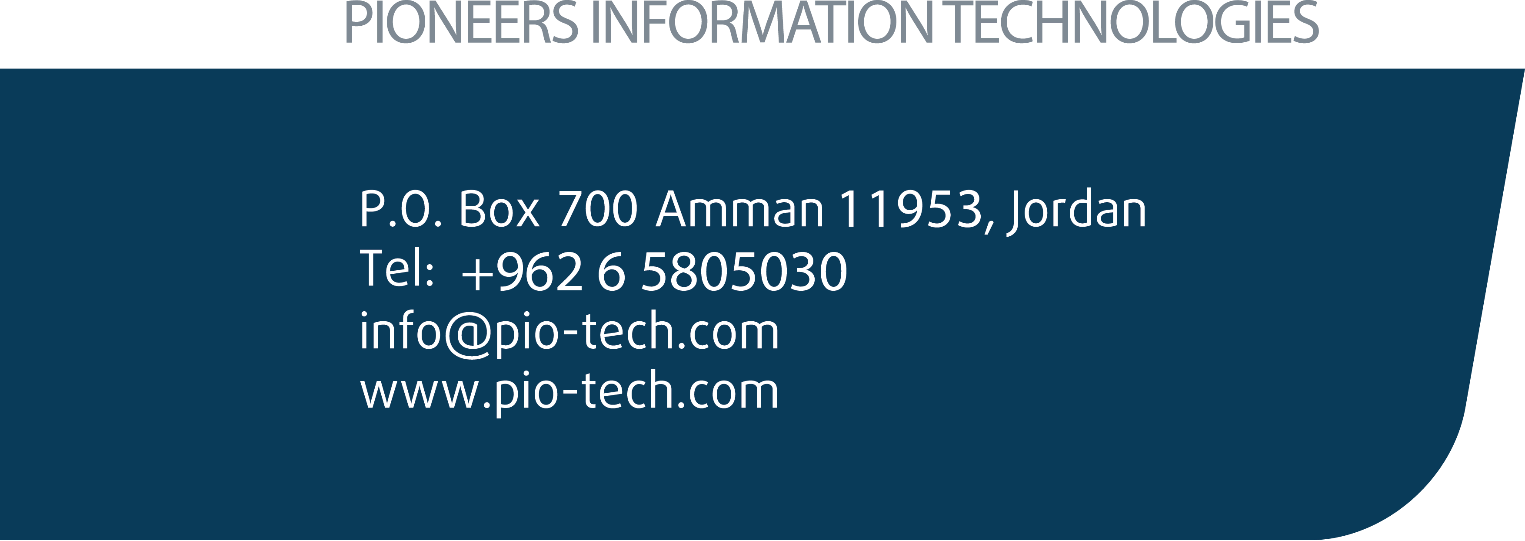 PIONEERS INFORMATION TECHNOLOGIES
P.O. Box 700 Amman 11953, Jordan
Tel: +962 6 5805030
info@pio-tech.com
www.pio-tech.com